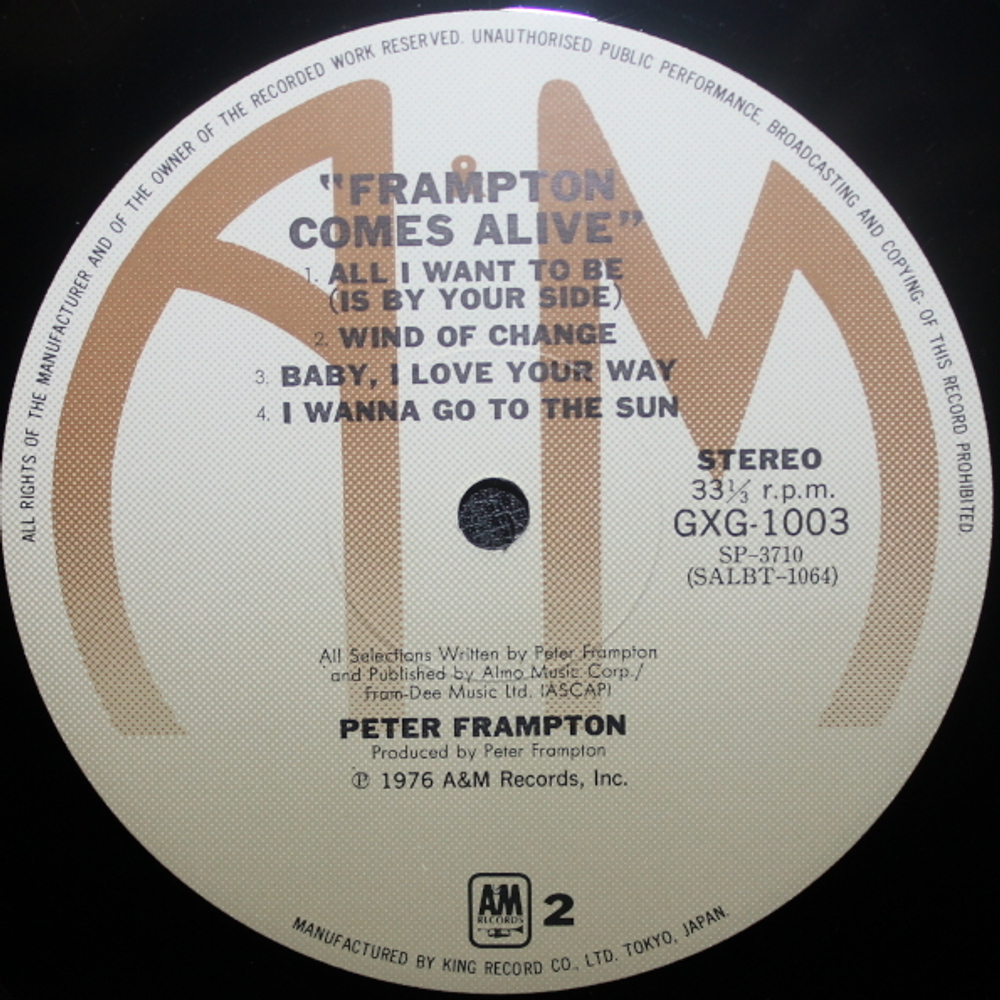 ALL RIGHTS OF THE MANUFACTURER AND OF THE OWNER OF THE RECORDED WORK RESERVED. UNAUTHORISED PUBLIC PERFORMANCE, BROADCASTING AND COPYING· OF THIS RECORD PROHIBITED.
"FRAMPTON
COMES ALIVE"
1. ALL I WANT TO BE
(IS BY YOUR SIDE)
2. WIND OF CHANGE
3. BABY, I LOVE YOUR WAY
4. I WANNA GO TO THE SUN
STEREO
33⅓ r.p.m.
GXG-1003
SP-3710
(SALBT-1064)
All Selections Written by Peter Frampton
and Published by Almo Music Corp./
Fram-Dee Music Ltd. (ASCAP)
PETER FRAMPTON
Produced by Peter Frampton
℗ 1976 A&M Records, Inc.
A&M
RECORDS
2
MANUFACTURED BY KING RECORD CO., LTD. TOKYO, JAPAN.